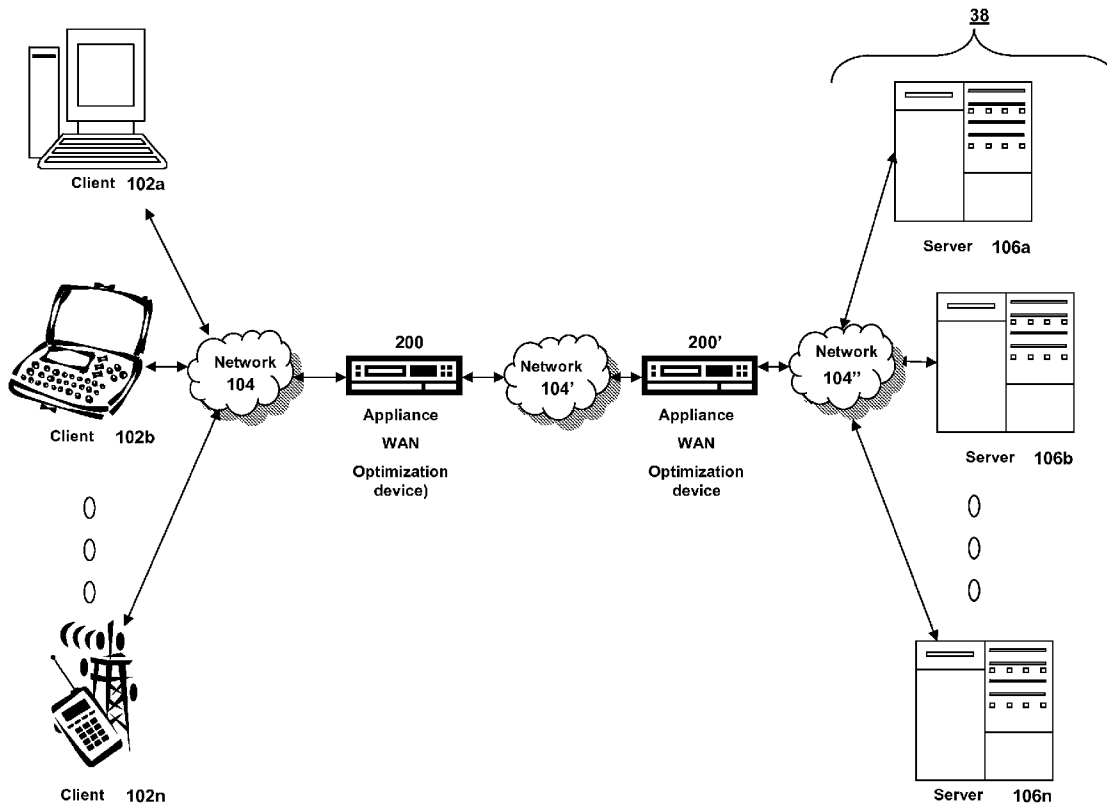 38
Client 102a
Server 106a
Client 102b
Network
104
200
Appliance
WAN
Optimization
device)
Network
104'
200'
Appliance
WAN
Optimization
device
Network
104''
Server 106b
Client 102n
Server 106n